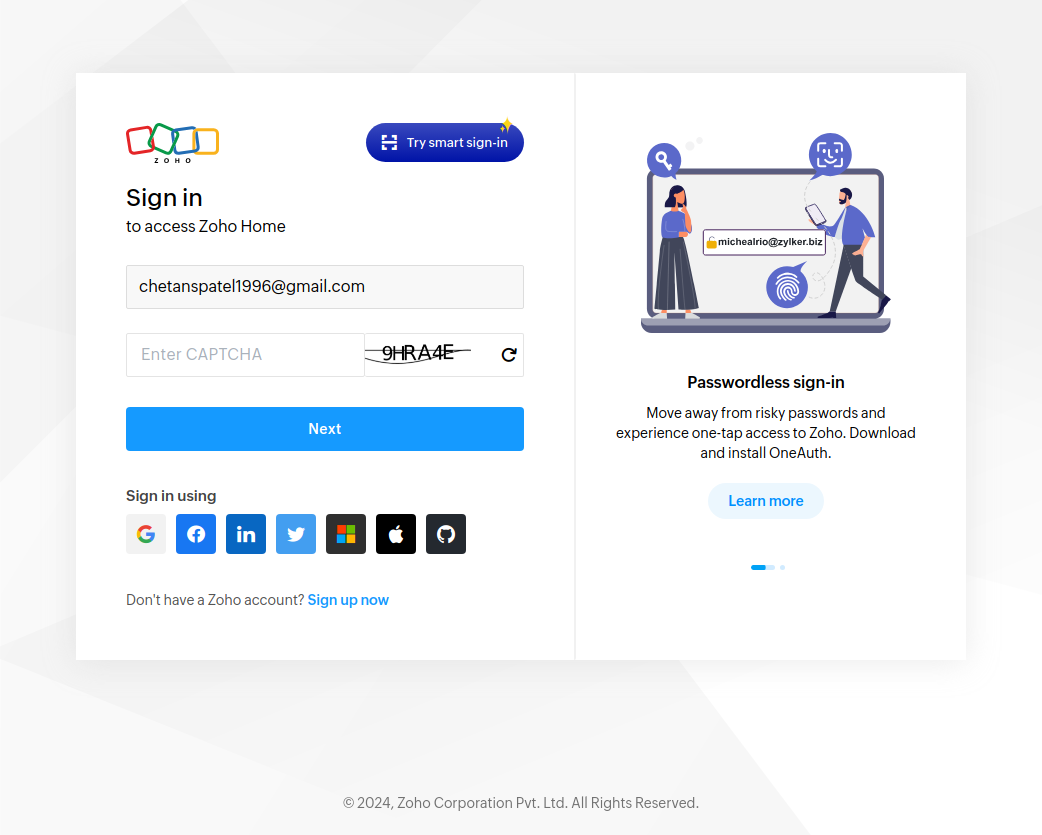 ZOHO
Try smart sign-in
Sign in
to access Zoho Home
chetanspatel1996@gmail.com
Enter CAPTCHA
9HRA4E
Next
Sign in using
Don't have a Zoho account? Sign up now
michealrio@zylker.biz
Passwordless sign-in
Move away from risky passwords and
experience one-tap access to Zoho. Download
and install OneAuth.
Learn more
© 2024, Zoho Corporation Pvt. Ltd. All Rights Reserved.